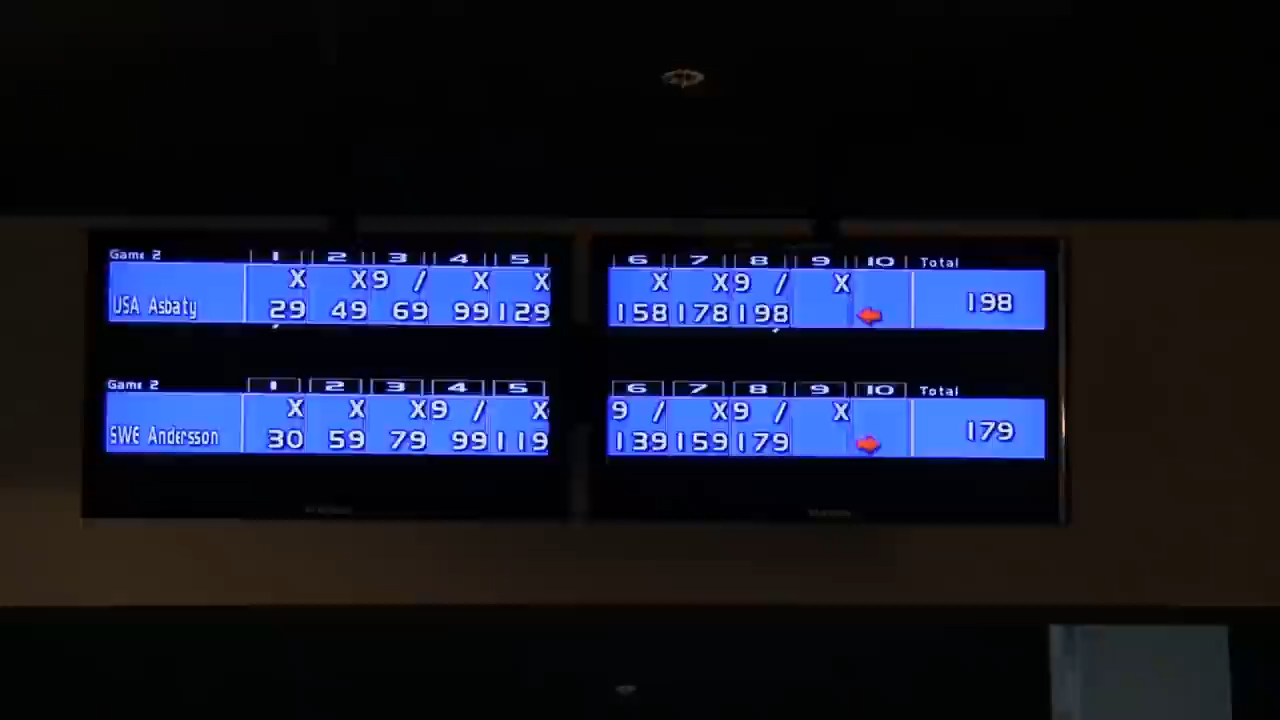 Game 2 1 2 3 4 5 6 7 8 9 10 Total
X X 9 / X X X X 9 / X
USA Asbaty 29 49 69 99 129 158 178 198 198
Game 2 1 2 3 4 5 6 7 8 9 10 Total
X X X 9 / X 9 / X 9 / X
SWE Andersson 30 59 79 99 119 139 159 179 179